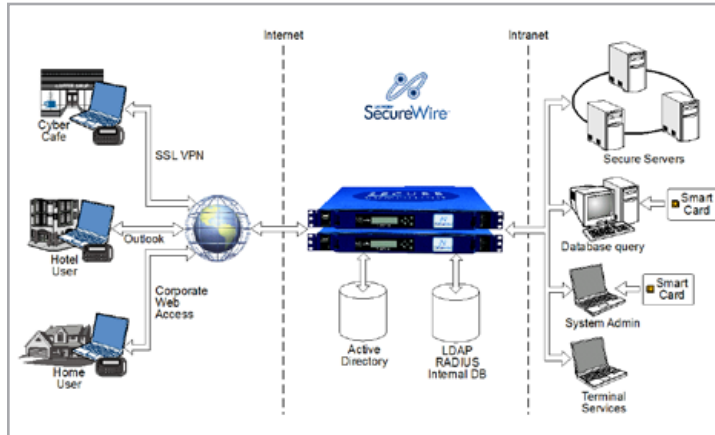 Internet
Intranet
SecureWire
Cyber
Cafe
SSL VPN
Hotel
User
Outlook
Corporate
Web
Access
Home
User
Active
Directory
LDAP
RADIUS
Internal DB
Secure Servers
Smart
Card
Database query
Smart
Card
System Admin
Terminal
Services